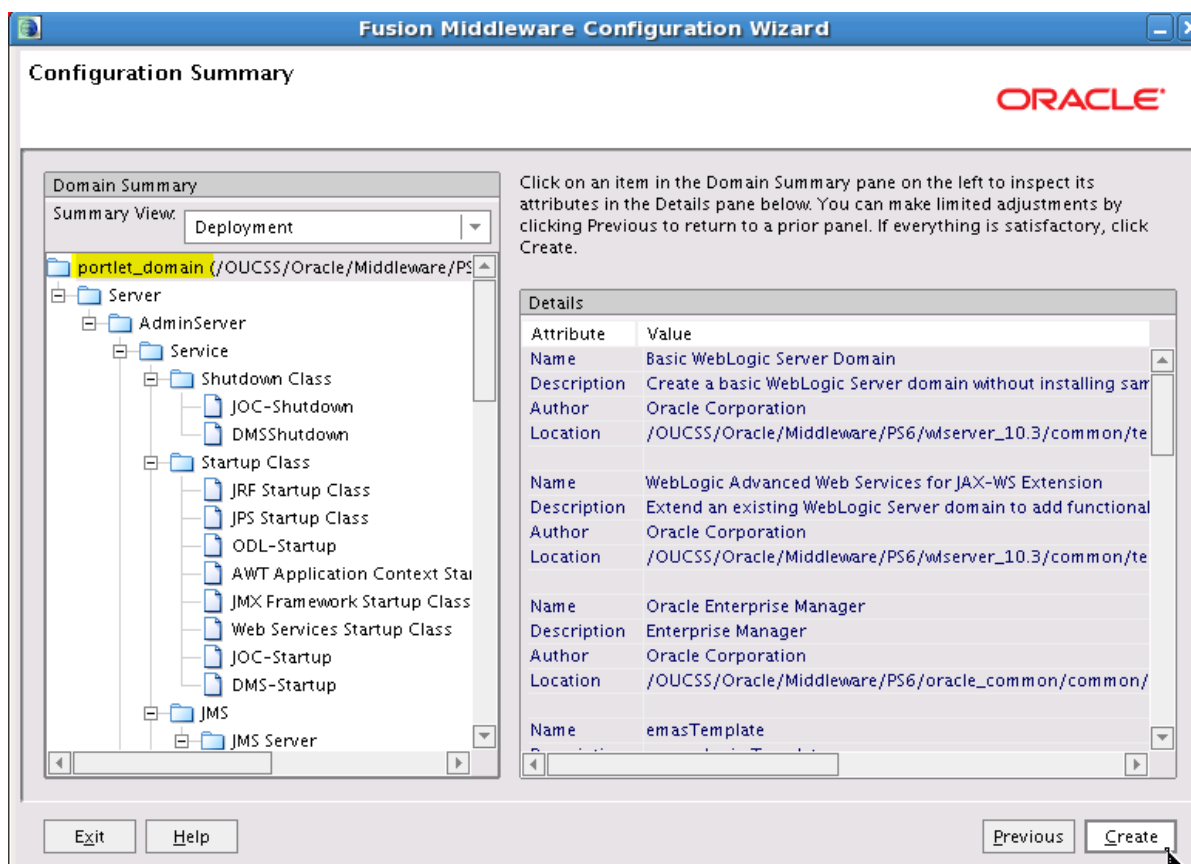 Fusion Middleware Configuration Wizard
Configuration Summary
ORACLE
Domain Summary
Summary View:
Deployment
portlet_domain (/OUCSS/Oracle/Middleware/PS
Server
AdminServer
Service
Shutdown Class
JOC-Shutdown
DMSShutdown
Startup Class
JRF Startup Class
JPS Startup Class
ODL-Startup
AWT Application Context Star
JMX Framework Startup Class
Web Services Startup Class
JOC-Startup
DMS-Startup
JMS
JMS Server
Click on an item in the Domain Summary pane on the left to inspect its
attributes in the Details pane below. You can make limited adjustments by
clicking Previous to return to a prior panel. If everything is satisfactory, click
Create.
Details
Attribute Value
Name Basic WebLogic Server Domain
Description Create a basic WebLogic Server domain without installing sam
Author Oracle Corporation
Location /OUCSS/Oracle/Middleware/PS6/wlserver_10.3/common/te
Name WebLogic Advanced Web Services for JAX-WS Extension
Description Extend an existing WebLogic Server domain to add functional
Author Oracle Corporation
Location /OUCSS/Oracle/Middleware/PS6/wlserver_10.3/common/te
Name Oracle Enterprise Manager
Description Enterprise Manager
Author Oracle Corporation
Location /OUCSS/Oracle/Middleware/PS6/oracle_common/common/
Name emasTemplate
Exit Help Previous Create